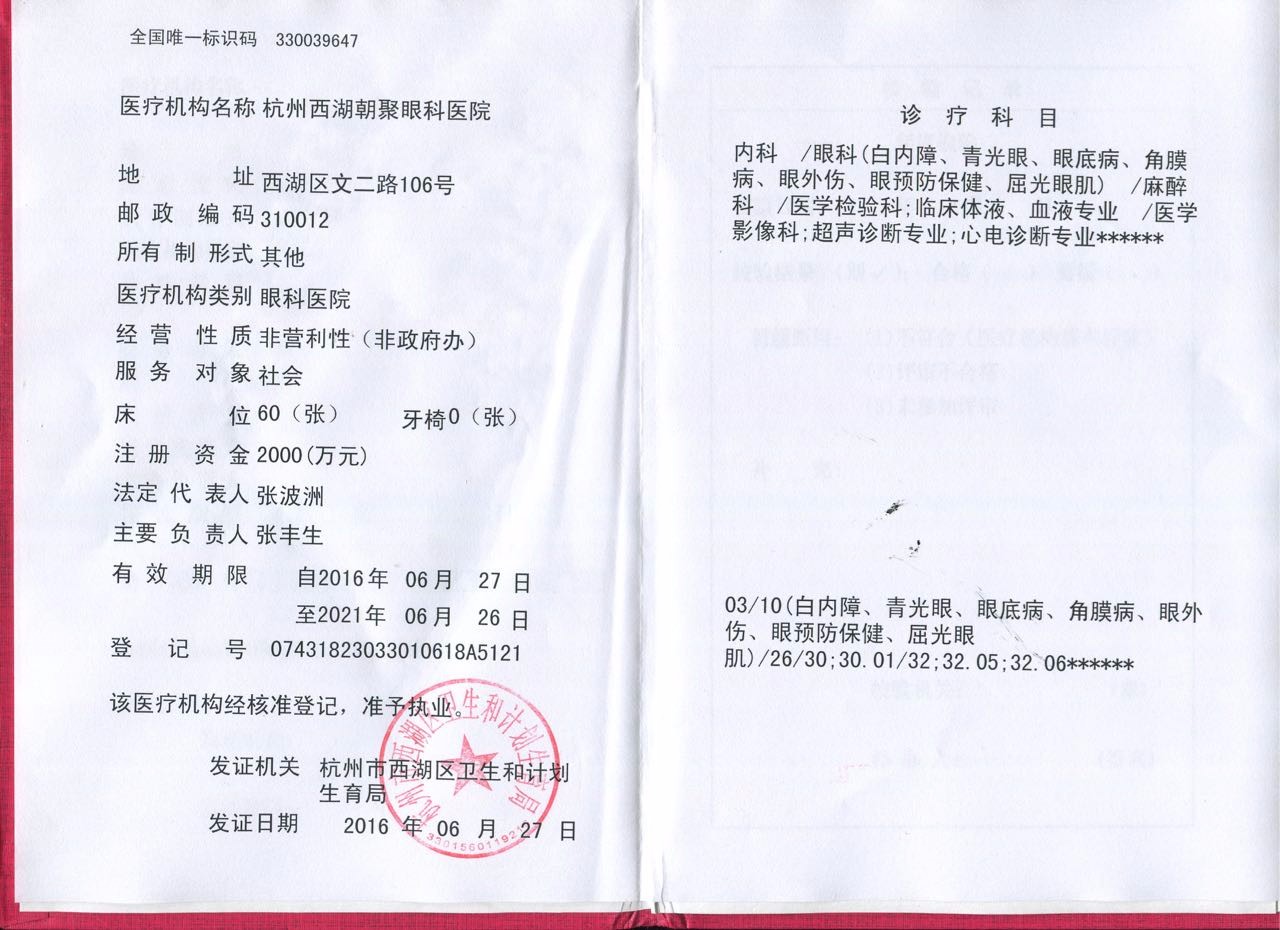 全国唯一标识码 330039647
医疗机构名称 杭州西湖朝聚眼科医院
地 址 西湖区文二路106号
邮政编码 310012
所有制形式 其他
医疗机构类别 眼科医院
经营性质 非营利性（非政府办）
服务对象 社会
床 位 60（张） 牙椅0（张）
注册资金 2000(万元)
法定代表人 张波洲
主要负责人 张丰生
有效期限 自2016年 06月 27日
至2021年 06月 26日
登记号 07431823033010618A5121
该医疗机构经核准登记，准予执业。
发证机关 杭州市西湖区卫生和计划
生育局
发证日期 2016 年 06 月 27 日
杭州市西湖区卫生和计划生育局
诊疗科目
内科 /眼科(白内障、青光眼、眼底病、角膜
病、眼外伤、眼预防保健、屈光眼肌) /麻醉
科 /医学检验科;临床体液、血液专业 /医学
影像科;超声诊断专业;心电诊断专业******
03/10(白内障、青光眼、眼底病、角膜病、眼外
伤、眼预防保健、屈光眼
肌)/26/30;30.01/32;32.05;32.06******